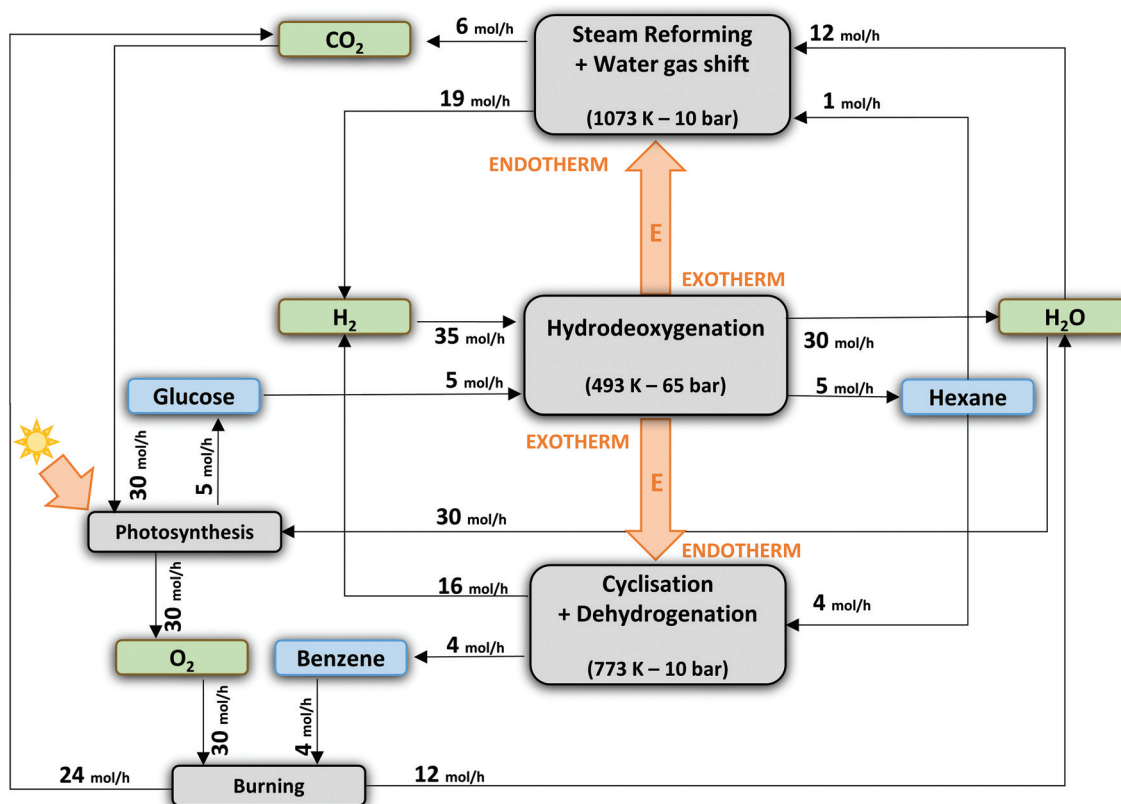 CO₂
6 mol/h
Steam Reforming
+ Water gas shift
(1073 K – 10 bar)
12 mol/h
19 mol/h
1 mol/h
ENDOTHERM
E
EXOTHERM
H₂
35 mol/h
Hydrodeoxygenation
(493 K – 65 bar)
30 mol/h
H₂O
Glucose
5 mol/h
5 mol/h
Hexane
EXOTHERM
E
30 mol/h
5 mol/h
Photosynthesis
30 mol/h
ENDOTHERM
30 mol/h
16 mol/h
Cyclisation
+ Dehydrogenation
(773 K – 10 bar)
4 mol/h
O₂
Benzene
4 mol/h
30 mol/h
4 mol/h
24 mol/h
Burning
12 mol/h